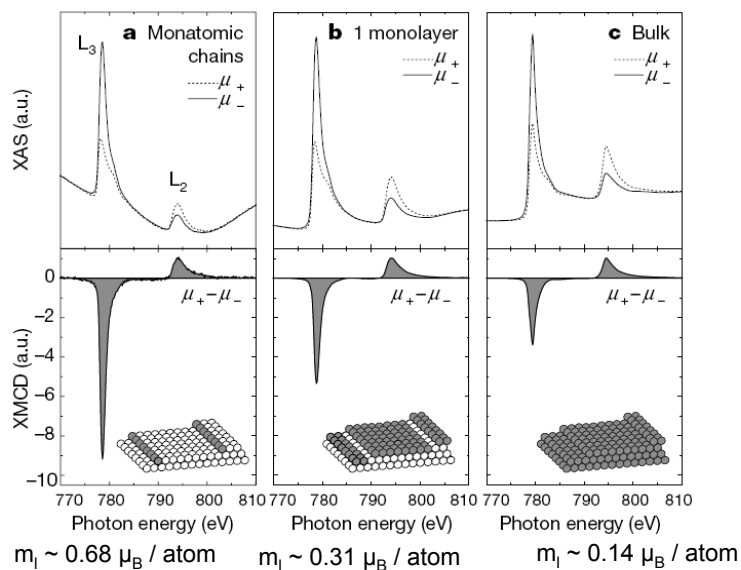 a Monatomic chains
μ+
μ−
L3
L2
XAS (a.u.)
b 1 monolayer
μ+
μ−
c Bulk
μ+
μ−
0
−2
−4
−6
−8
−10
XMCD (a.u.)
μ+−μ−
μ+−μ−
μ+−μ−
770 780 790 800 810
770 780 790 800 810
780 790 800 810
Photon energy (eV)
Photon energy (eV)
Photon energy (eV)
ml ~ 0.68 μB / atom
ml ~ 0.31 μB / atom
ml ~ 0.14 μB / atom